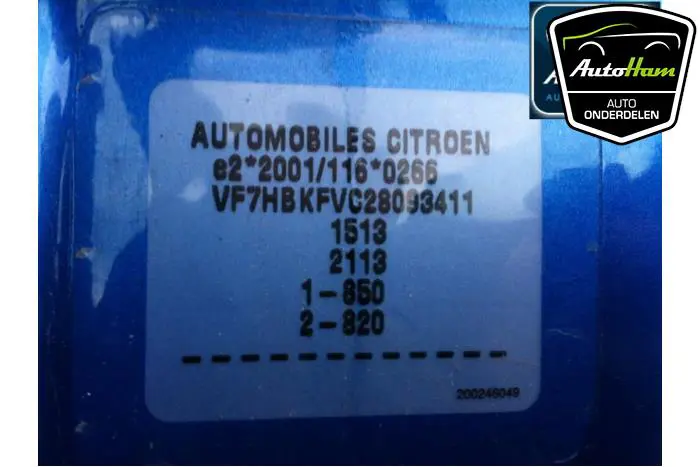 AutoHam
AUTO
ONDERDELEN
AUTOMOBILES CITROEN
e2*2001/116*0266
VF7HBKFVC28093411
1513
2113
1-850
2-820
200246049